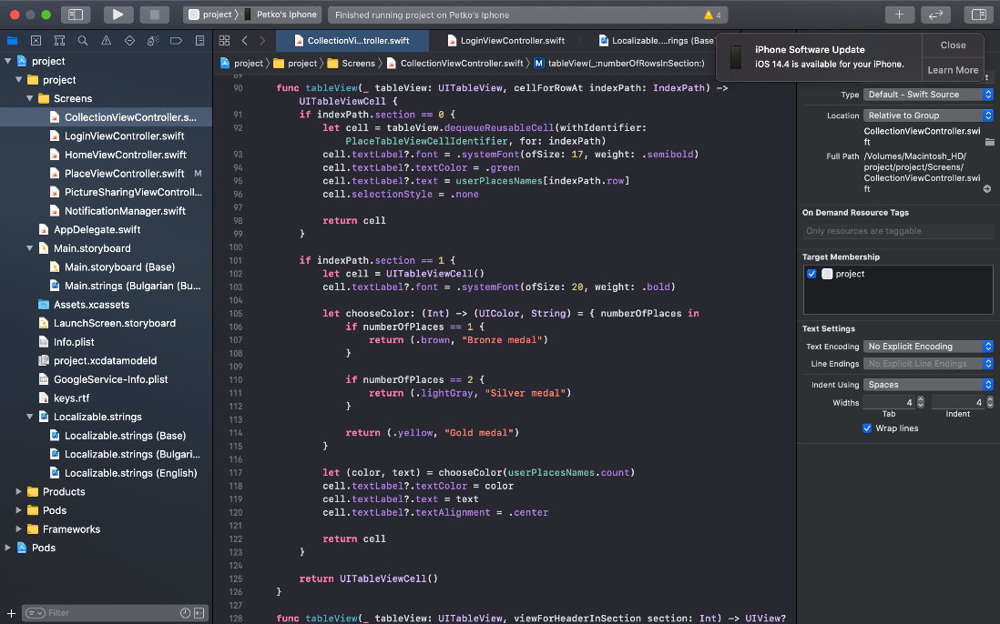 project
Petko's Iphone
Finished running project on Petko's Iphone
4
CollectionVi...troller.swift
LoginViewController.swift
Localizable....rings (Base)
project
project
Screens
CollectionViewController.swift
M
tableView(_:numberOfRowsInSection:)
iPhone Software Update
iOS 14.4 is available for your iPhone.
Close
Learn More
project
project
Screens
CollectionViewController.s...
LoginViewController.swift
HomeViewController.swift
PlaceViewController.swift M
PictureSharingViewControll...
NotificationManager.swift
AppDelegate.swift
Main.storyboard
Main.storyboard (Base)
Main.strings (Bulgarian (Bu...
Assets.xcassets
LaunchScreen.storyboard
Info.plist
project.xcdatamodeld
GoogleService-Info.plist
keys.rtf
Localizable.strings
Localizable.strings (Base)
Localizable.strings (Bulgari...
Localizable.strings (English)
Products
Pods
Frameworks
Pods
Filter
90 func tableView(_ tableView: UITableView, cellForRowAt indexPath: IndexPath) ->
UITableViewCell {
91 if indexPath.section == 0 {
92 let cell = tableView.dequeueReusableCell(withIdentifier:
PlaceTableViewCellIdentifier, for: indexPath)
93 cell.textLabel?.font = .systemFont(ofSize: 17, weight: .semibold)
94 cell.textLabel?.textColor = .green
95 cell.textLabel?.text = userPlacesNames[indexPath.row]
96 cell.selectionStyle = .none
97
98 return cell
99 }
100
101 if indexPath.section == 1 {
102 let cell = UITableViewCell()
103 cell.textLabel?.font = .systemFont(ofSize: 20, weight: .bold)
104
105 let chooseColor: (Int) -> (UIColor, String) = { numberOfPlaces in
106 if numberOfPlaces == 1 {
107 return (.brown, "Bronze medal")
108 }
109
110 if numberOfPlaces == 2 {
111 return (.lightGray, "Silver medal")
112 }
113
114 return (.yellow, "Gold medal")
115 }
116
117 let (color, text) = chooseColor(userPlacesNames.count)
118 cell.textLabel?.textColor = color
119 cell.textLabel?.text = text
120 cell.textLabel?.textAlignment = .center
121
122 return cell
123 }
124
125 return UITableViewCell()
126 }
127
128 func tableView(_ tableView: UITableView, viewForHeaderInSection section: Int) -> UIView?
Type Default - Swift Source
Location Relative to Group
CollectionViewController.swi
ft
Full Path /Volumes/Macintosh_HD/
project/project/Screens/
CollectionViewController.sw
ift
On Demand Resource Tags
Only resources are taggable
Target Membership
project
Text Settings
Text Encoding No Explicit Encoding
Line Endings No Explicit Line Endings
Indent Using Spaces
Widths 4 4
Tab Indent
Wrap lines